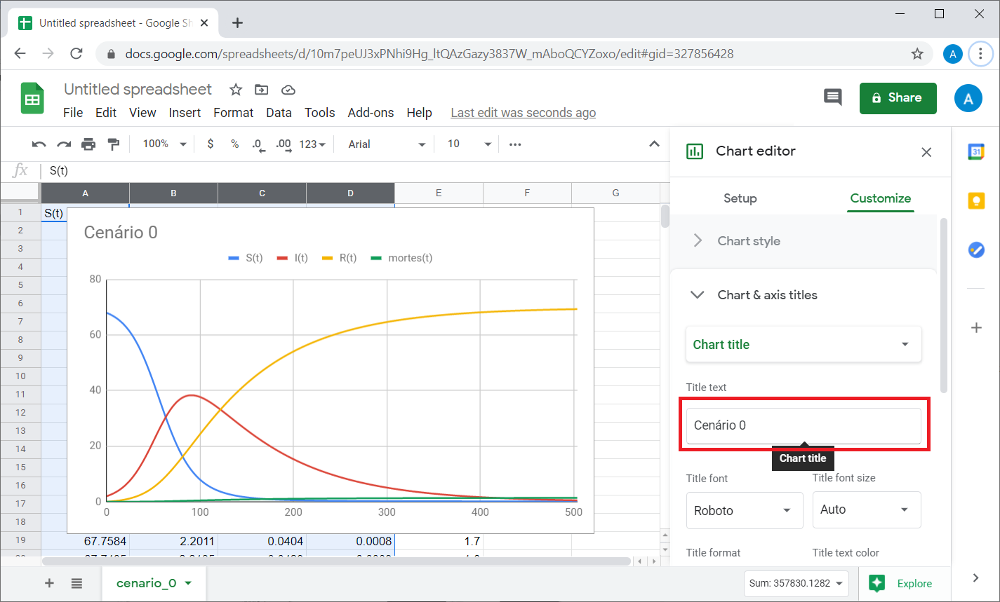 Untitled spreadsheet - Google Sh
docs.google.com/spreadsheets/d/10m7peUJ3xPNhi9Hg_ltQAzGazy3837W_mAboQCYZoxo/edit#gid=327856428
A
Untitled spreadsheet
File Edit View Insert Format Data Tools Add-ons Help Last edit was seconds ago
Share
A
100% $ % .0 .00 123 Arial 10
fx S(t)
A B C D E F G
1 S(t)
2
3
4
5
6
7
8
9
10
11
12
13
14
15
16
17
18
19 67.7584 2.2011 0.0404 0.0008 1.7
Cenário 0
S(t) I(t) R(t) mortes(t)
80
60
40
20
0
0 100 200 300 400 500
Chart editor
Setup Customize
Chart style
Chart & axis titles
Chart title
Title text
Cenário 0
Chart title
Title font Title font size
Roboto Auto
Title format Title text color
31
cenario_0
Sum: 357830.1282
Explore